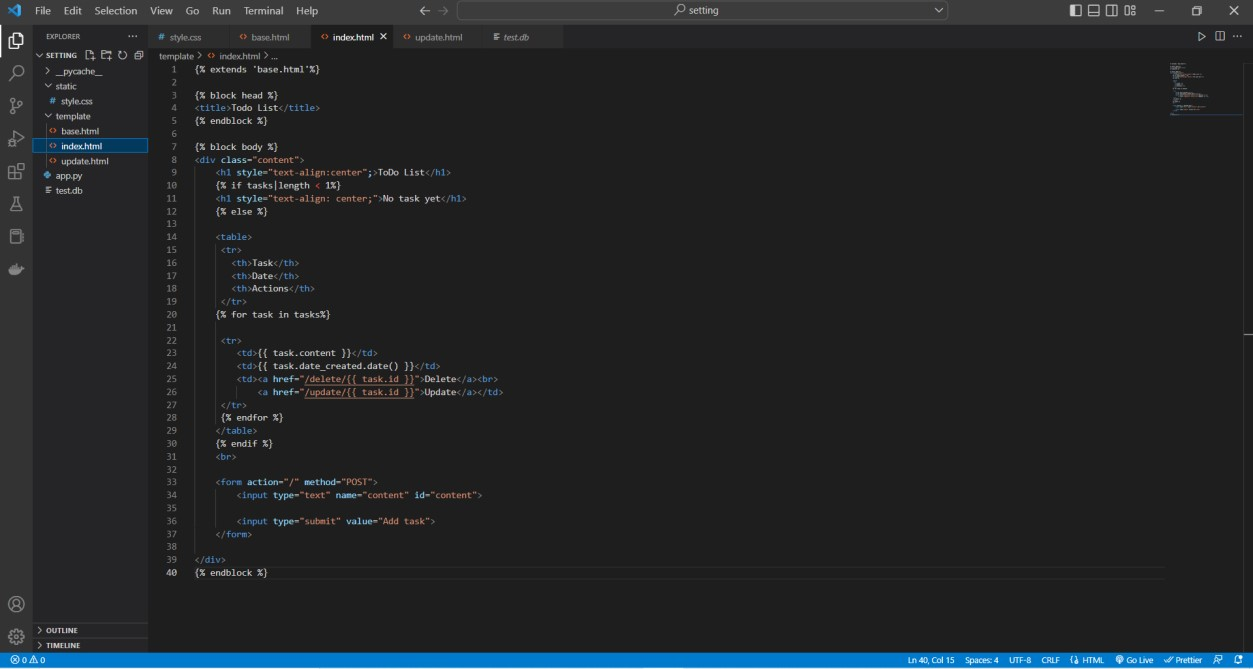 File Edit Selection View Go Run Terminal Help
setting
EXPLORER
SETTING
__pycache__
static
style.css
template
base.html
index.html
update.html
app.py
test.db
OUTLINE
TIMELINE
style.css base.html index.html update.html test.db
template > index.html > ...
1 {% extends 'base.html'%}
2
3 {% block head %}
4 <title>Todo List</title>
5 {% endblock %}
6
7 {% block body %}
8 <div class="content">
9 <h1 style="text-align:center";>ToDo List</h1>
10 {% if tasks|length < 1%}
11 <h1 style="text-align: center;">No task yet</h1>
12 {% else %}
13
14 <table>
15 <tr>
16 <th>Task</th>
17 <th>Date</th>
18 <th>Actions</th>
19 </tr>
20 {% for task in tasks%}
21
22 <tr>
23 <td>{{ task.content }}</td>
24 <td>{{ task.date_created.date() }}</td>
25 <td><a href="/delete/{{ task.id }}">Delete</a><br>
26 <a href="/update/{{ task.id }}">Update</a></td>
27 </tr>
28 {% endfor %}
29 </table>
30 {% endif %}
31 <br>
32
33 <form action="/" method="POST">
34 <input type="text" name="content" id="content">
35
36 <input type="submit" value="Add task">
37 </form>
38
39 </div>
40 {% endblock %}
0 0 Ln 40, Col 15 Spaces: 4 UTF-8 CRLF HTML Go Live Prettier